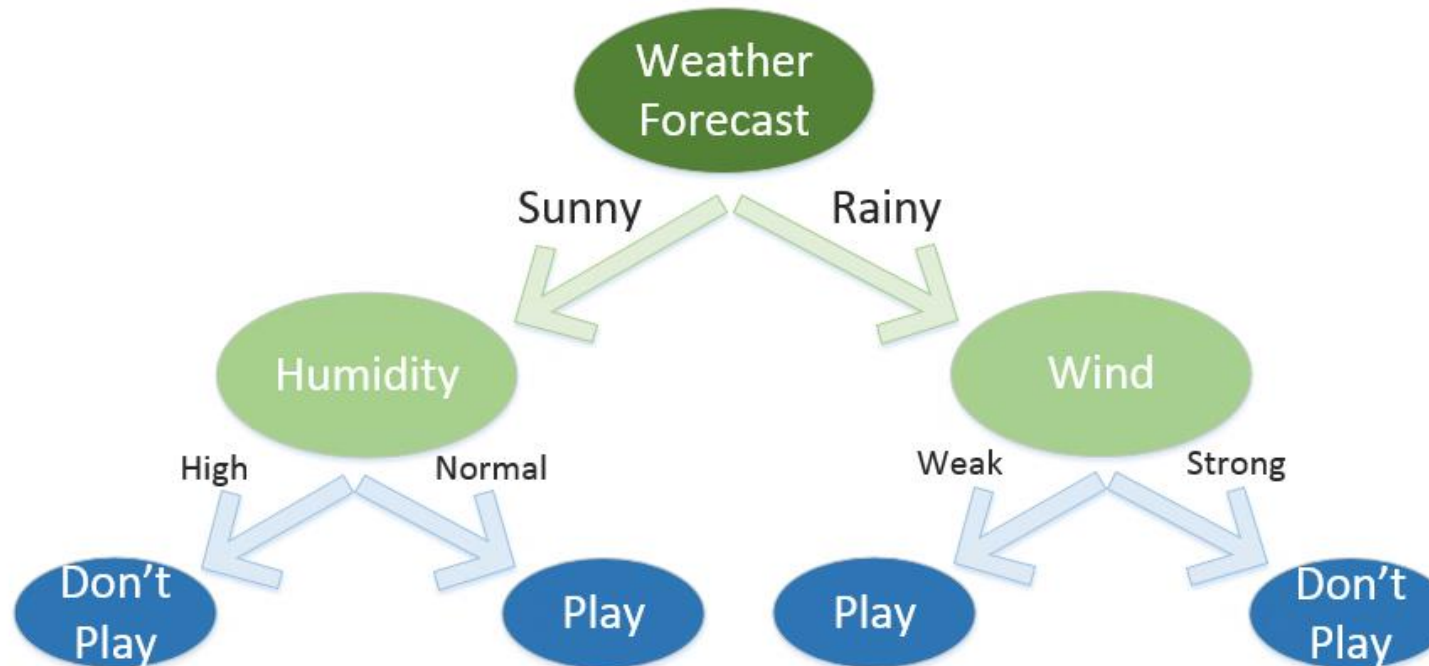 Weather
Forecast
Sunny
Rainy
Humidity
Wind
High
Normal
Weak
Strong
Don’t
Play
Play
Play
Don’t
Play